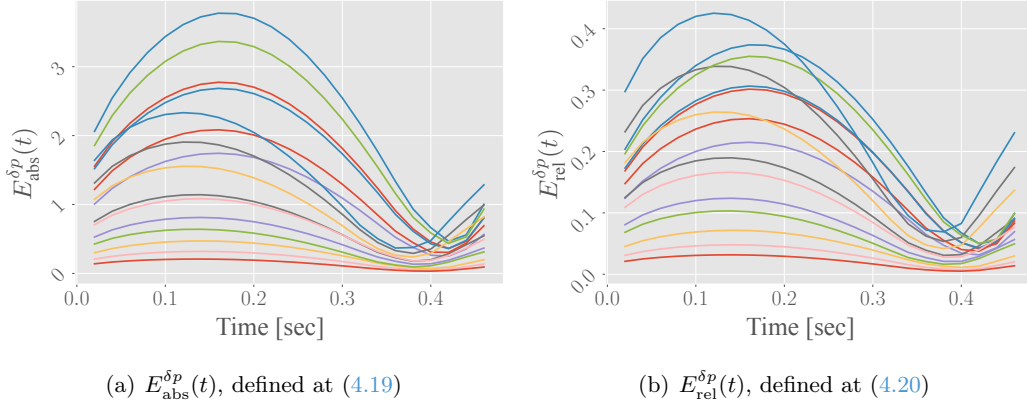 3
2
1
0
E_abs^δp(t)
0.0 0.1 0.2 0.3 0.4
Time [sec]
(a) E_abs^δp(t), defined at (4.19)
0.4
0.3
0.2
0.1
0.0
E_rel^δp(t)
0.0 0.1 0.2 0.3 0.4
Time [sec]
(b) E_rel^δp(t), defined at (4.20)